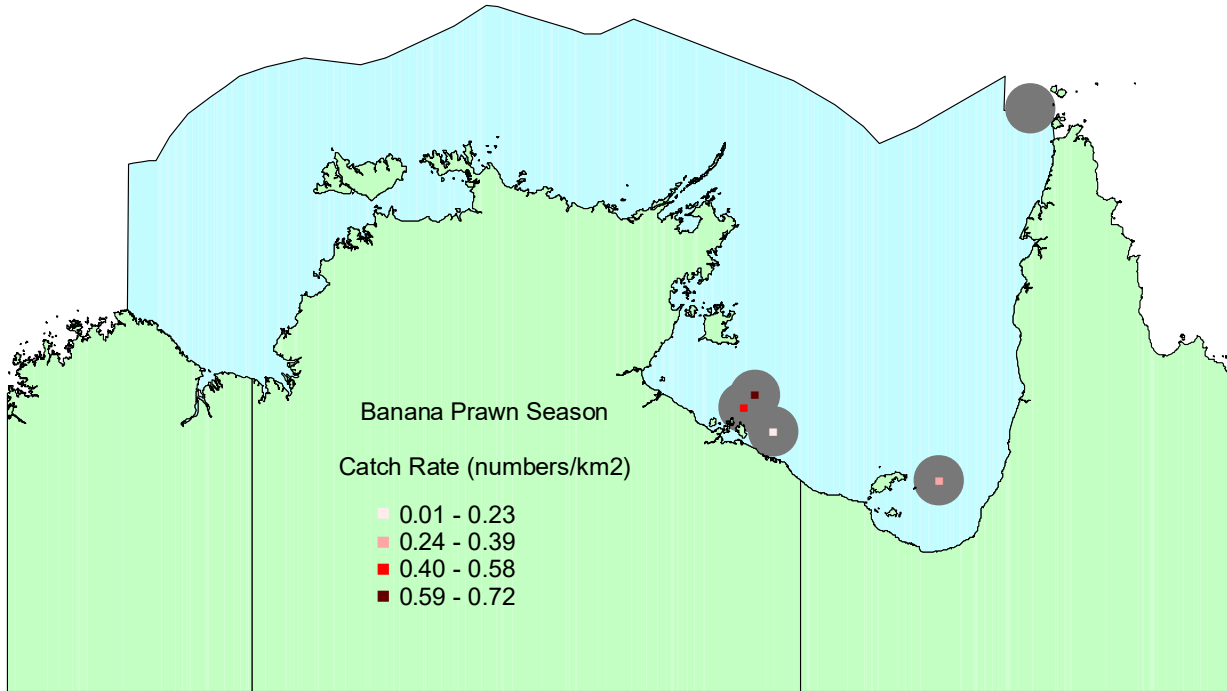 Banana Prawn Season
Catch Rate (numbers/km2)
0.01 - 0.23
0.24 - 0.39
0.40 - 0.58
0.59 - 0.72